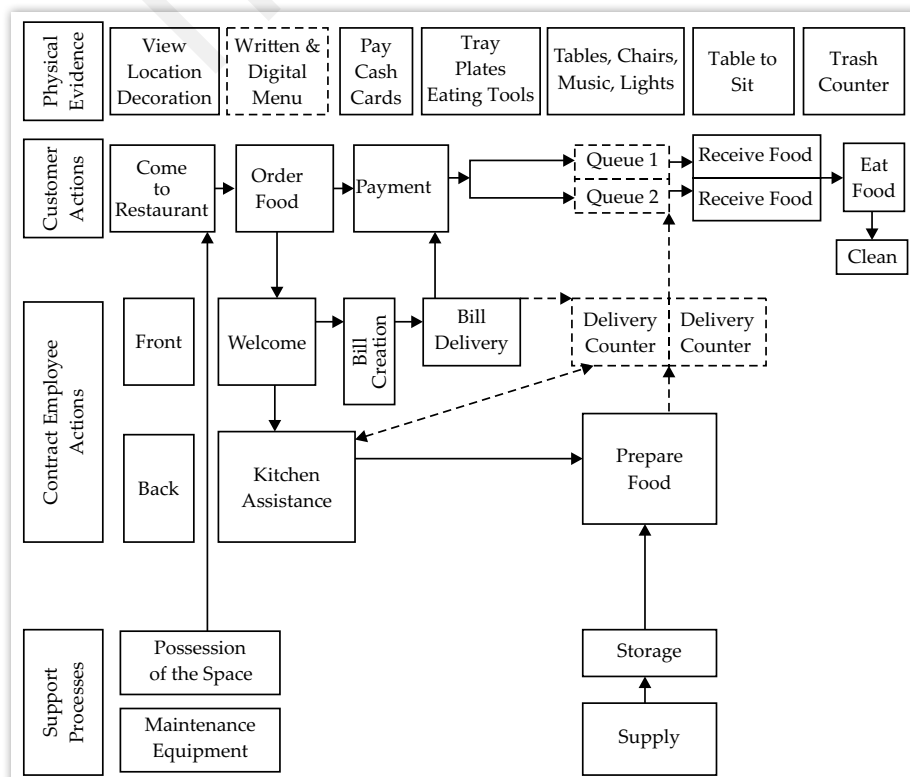 Physical
Evidence
View
Location
Decoration
Written &
Digital
Menu
Pay
Cash
Cards
Tray
Plates
Eating Tools
Tables, Chairs,
Music, Lights
Table to
Sit
Trash
Counter
Customer
Actions
Come
to
Restaurant
Order
Food
Payment
Queue 1
Queue 2
Receive Food
Receive Food
Eat
Food
Clean
Contract Employee
Actions
Front
Welcome
Bill
Creation
Bill
Delivery
Delivery
Counter
Delivery
Counter
Back
Kitchen
Assistance
Prepare
Food
Support
Processes
Possession
of the Space
Storage
Maintenance
Equipment
Supply